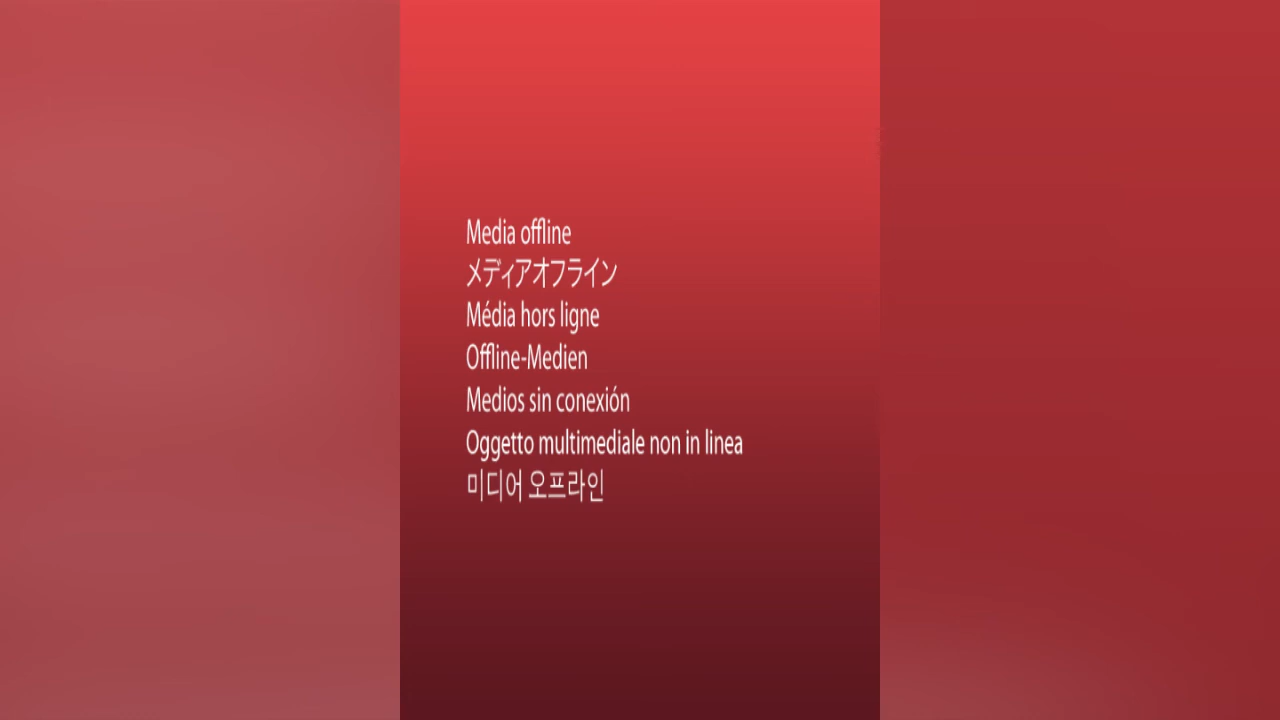 Media offline
メディアオフライン
Média hors ligne
Offline-Medien
Medios sin conexión
Oggetto multimediale non in linea
미디어 오프라인